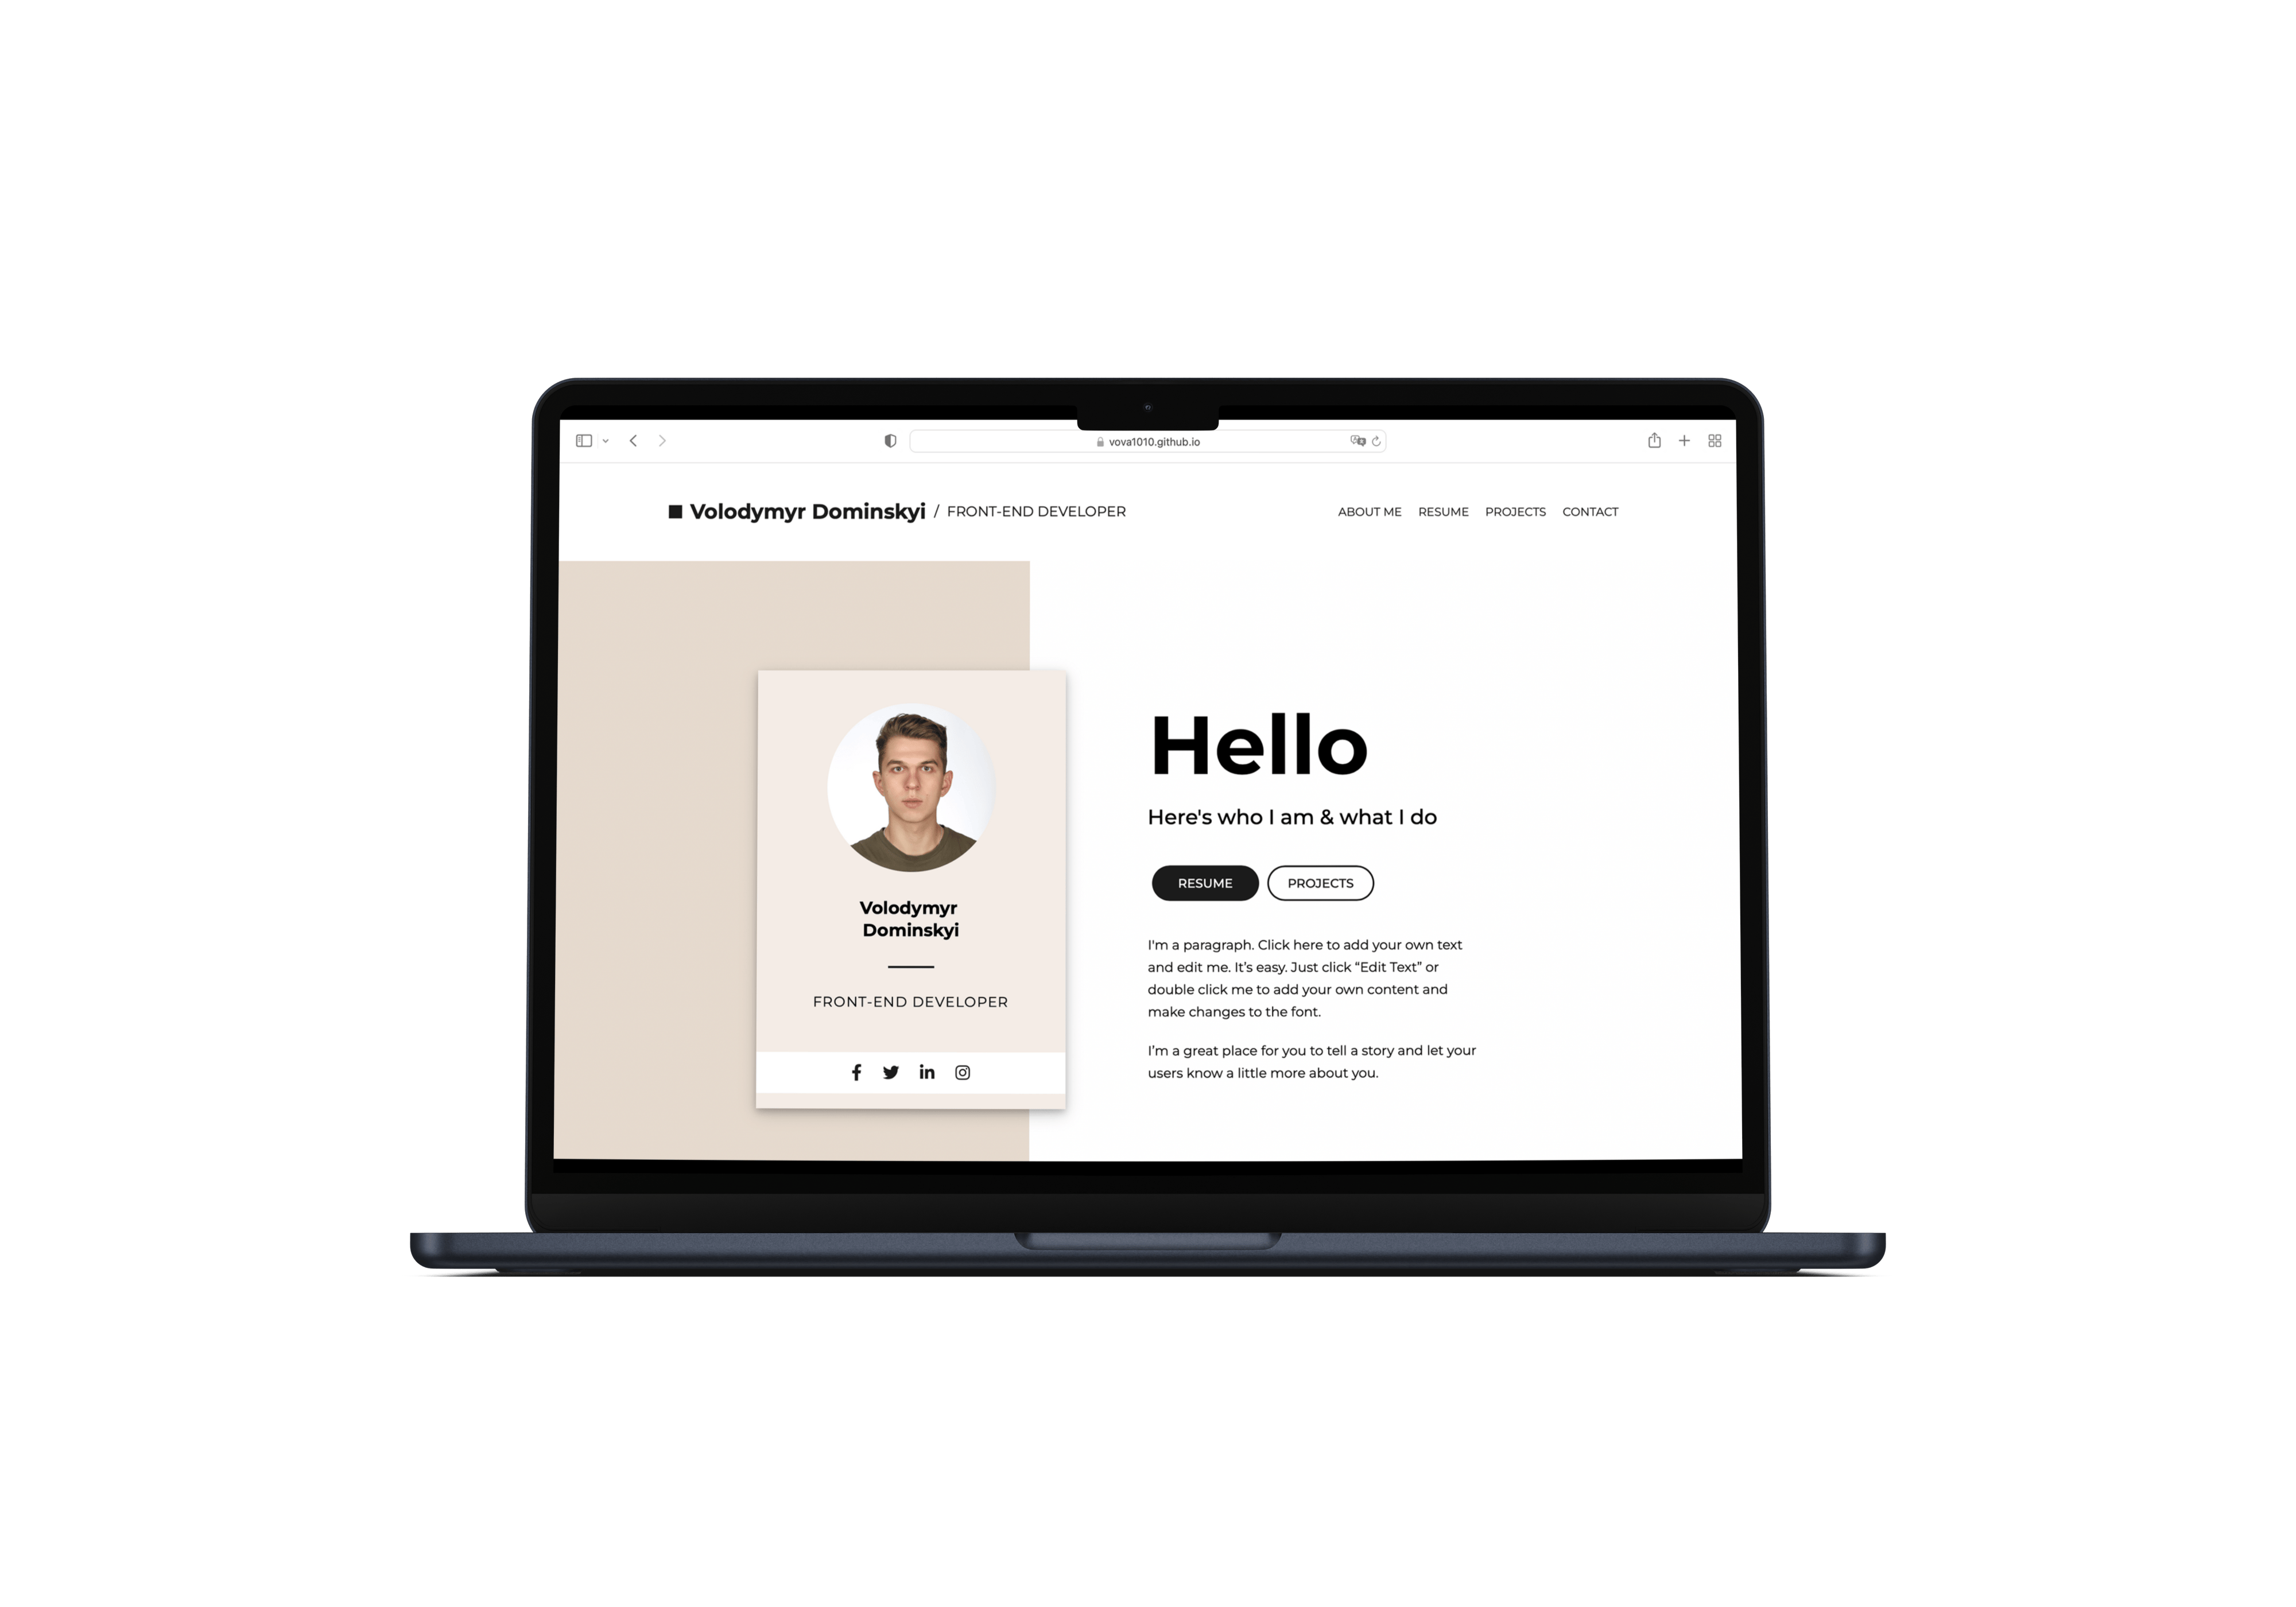 vova1010.github.io
Volodymyr Dominskyi / FRONT-END DEVELOPER
ABOUT ME RESUME PROJECTS CONTACT
Volodymyr
Dominskyi
FRONT-END DEVELOPER
Hello
Here's who I am & what I do
RESUME PROJECTS
I'm a paragraph. Click here to add your own text
and edit me. It’s easy. Just click “Edit Text” or
double click me to add your own content and
make changes to the font.
I’m a great place for you to tell a story and let your
users know a little more about you.